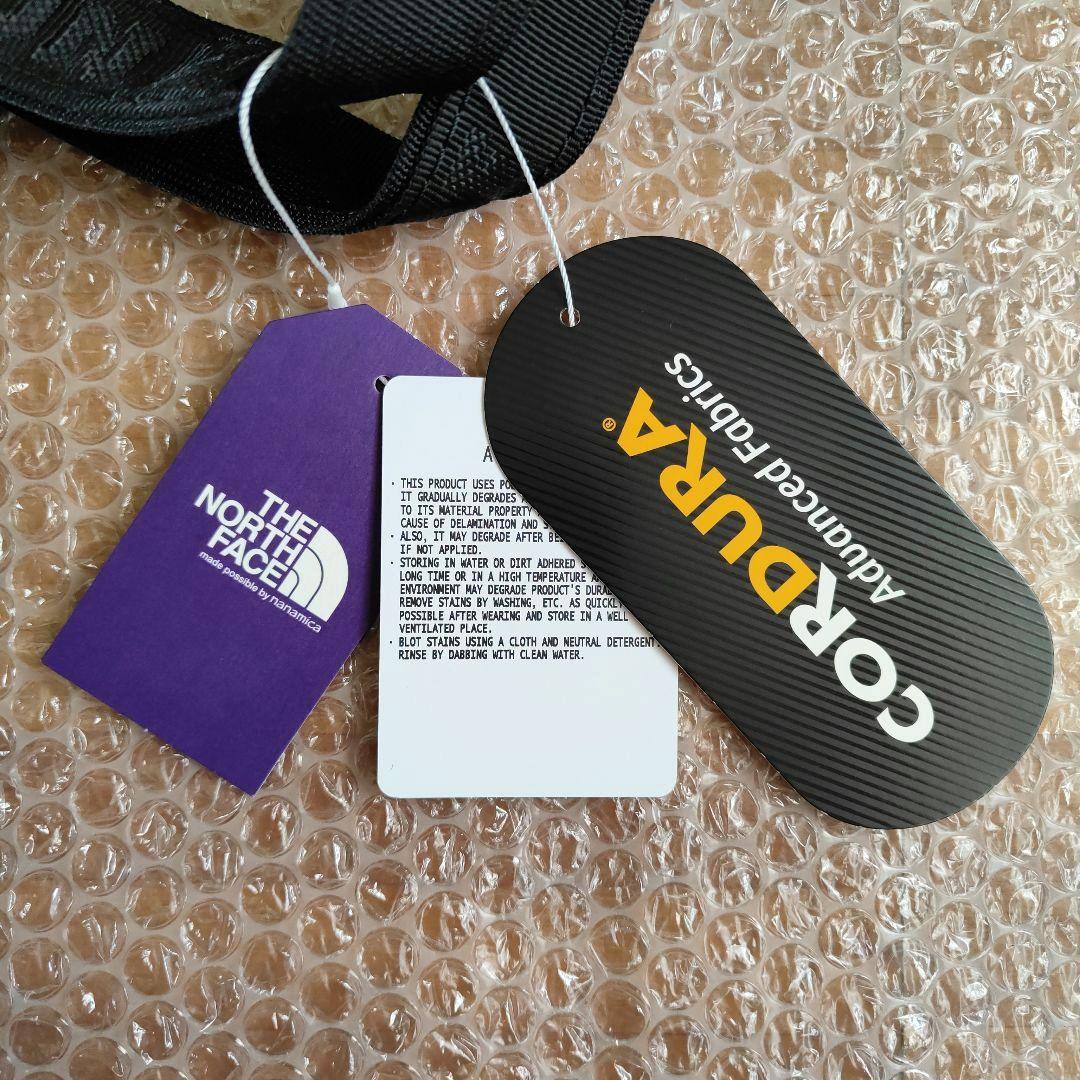 THE
NORTH
FACE
made possible by nanamica
A
· THIS PRODUCT USES
IT GRADUALLY DEGRADES
TO ITS MATERIAL PROPERTY
CAUSE OF DELAMINATION AND
· ALSO, IT MAY DEGRADE AFTER
IF NOT APPLIED.
· STORING IN WATER OR DIRT ADHERED
LONG TIME OR IN A HIGH TEMPERATURE
ENVIRONMENT MAY DEGRADE PRODUCT'S
REMOVE STAINS BY WASHING, ETC. AS QUICKLY
POSSIBLE AFTER WEARING AND STORE IN A WELL
VENTILATED PLACE.
· BLOT STAINS USING A CLOTH AND NEUTRAL DETERGENT.
RINSE BY DABBING WITH CLEAN WATER.
CORDURA®
Advanced Fabrics